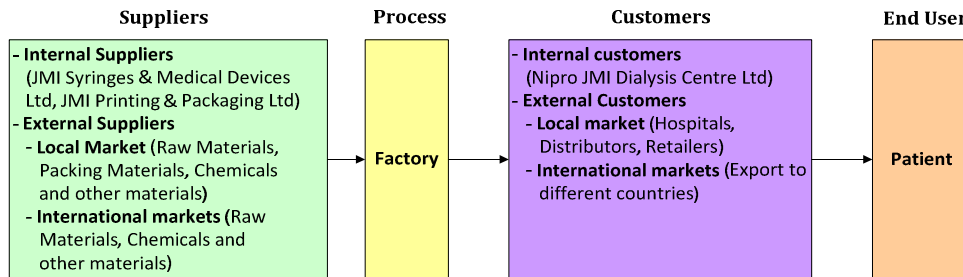 Suppliers
Process
Customers
End User
- Internal Suppliers
(JMI Syringes & Medical Devices
Ltd, JMI Printing & Packaging Ltd)
- External Suppliers
- Local Market (Raw Materials,
Packing Materials, Chemicals
and other materials)
- International markets (Raw
Materials, Chemicals and
other materials)
Factory
- Internal customers
(Nipro JMI Dialysis Centre Ltd)
- External Customers
- Local market (Hospitals,
Distributors, Retailers)
- International markets (Export to
different countries)
Patient